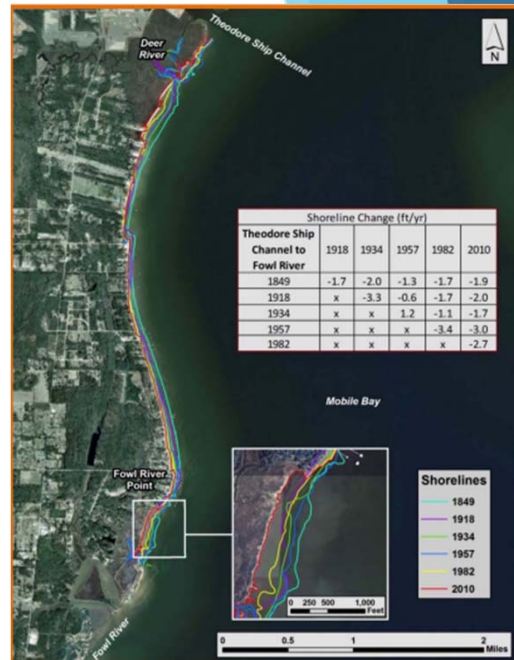 Theodore Ship Channel
Deer
River
N
Shoreline Change (ft/yr)
Theodore Ship
Channel to
Fowl River
1918 1934 1957 1982 2010
1849 -1.7 -2.0 -1.3 -1.7 -1.9
1918 x -3.3 -0.6 -1.7 -2.0
1934 x x 1.2 -1.1 -1.7
1957 x x x -3.4 -3.0
1982 x x x x -2.7
Mobile Bay
Fowl River
Point
Shorelines
1849
1918
1934
1957
1982
2010
0 250 500 1,000
Feet
Fowl River
0 0.5 1 2
Miles